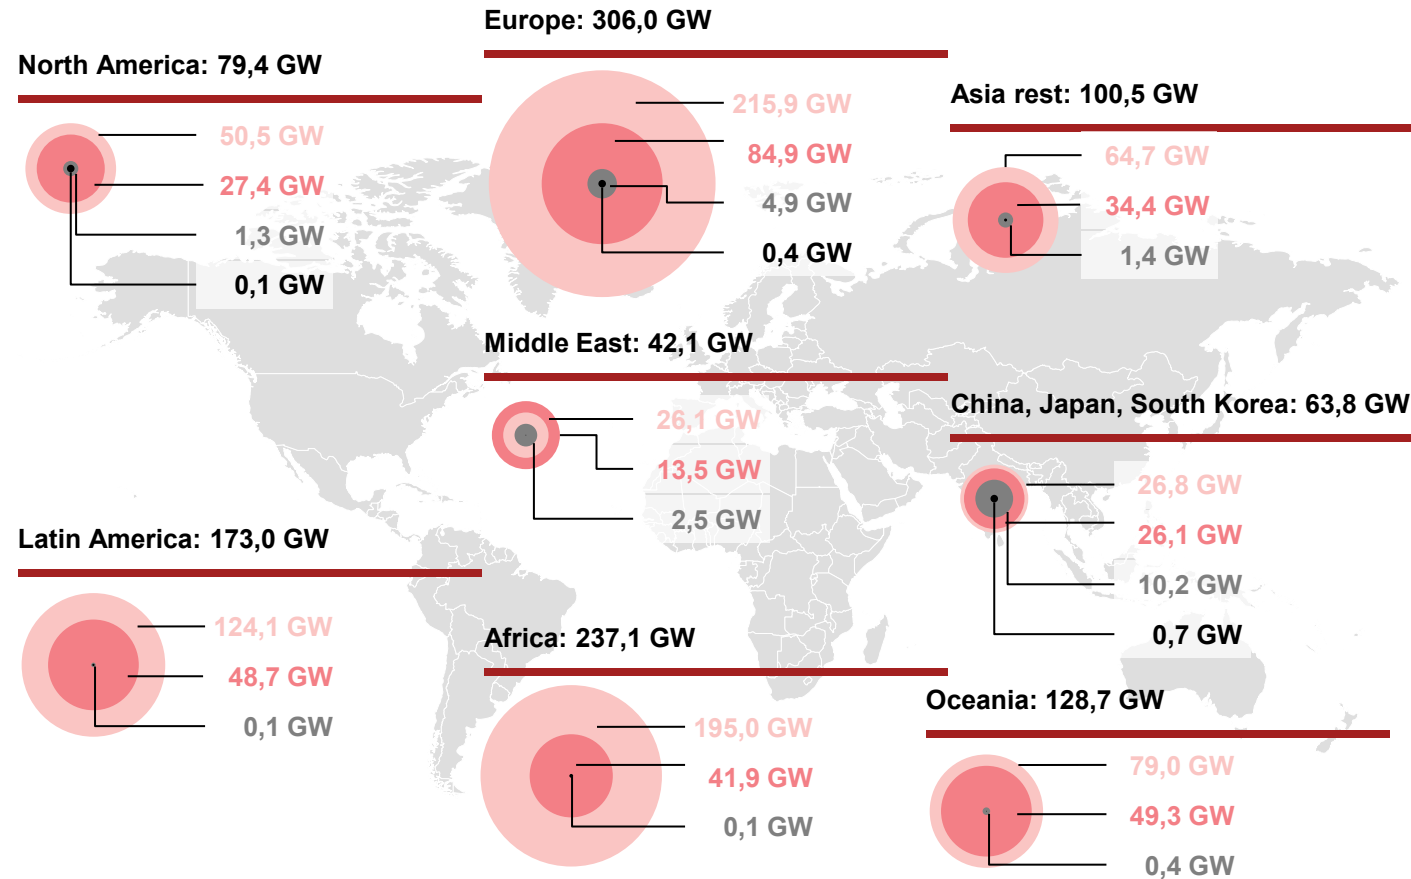 Europe: 306,0 GW
215,9 GW
84,9 GW
4,9 GW
0,4 GW
North America: 79,4 GW
50,5 GW
27,4 GW
1,3 GW
0,1 GW
Asia rest: 100,5 GW
64,7 GW
34,4 GW
1,4 GW
Middle East: 42,1 GW
26,1 GW
13,5 GW
2,5 GW
China, Japan, South Korea: 63,8 GW
26,8 GW
26,1 GW
10,2 GW
0,7 GW
Latin America: 173,0 GW
124,1 GW
48,7 GW
0,1 GW
Africa: 237,1 GW
195,0 GW
41,9 GW
0,1 GW
Oceania: 128,7 GW
79,0 GW
49,3 GW
0,4 GW